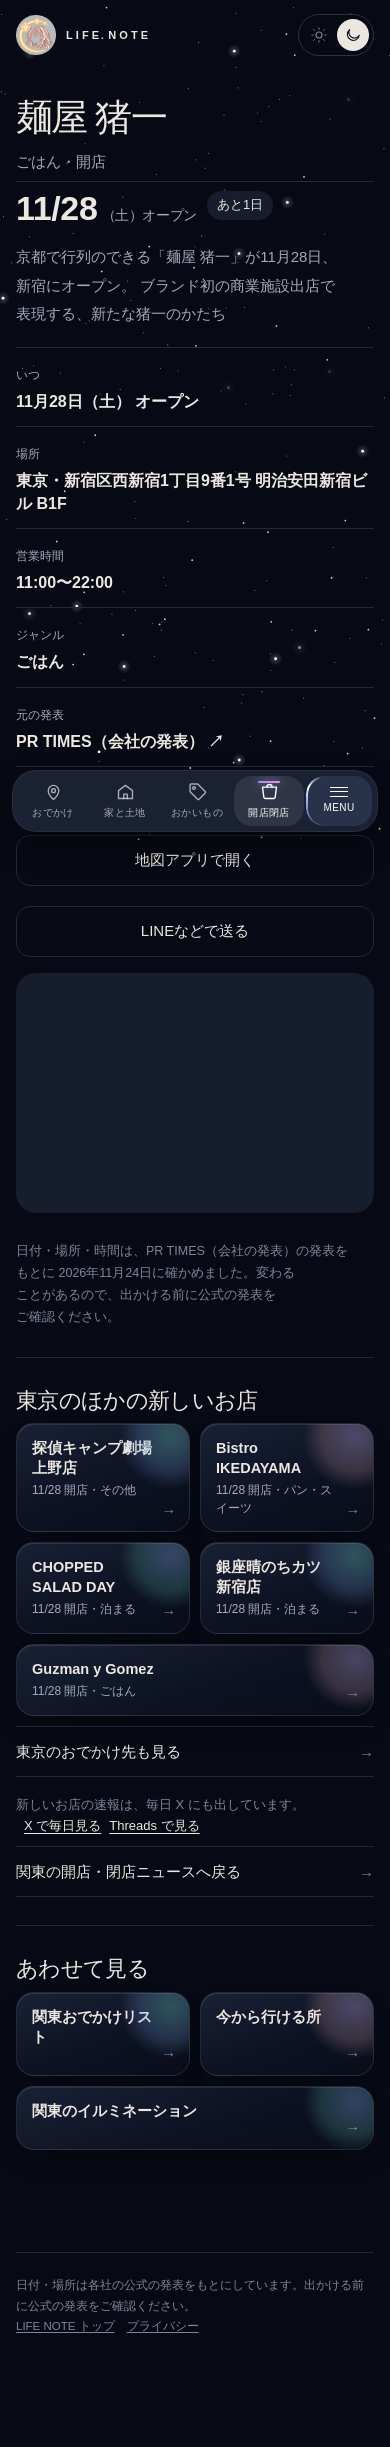 LIFE.NOTE
麺屋 猪一
ごはん・開店
11/28 （土）オープン あと1日
京都で行列のできる「麺屋 猪一」が11月28日、
新宿にオープン。 ブランド初の商業施設出店で
表現する、新たな猪一のかたち
いつ
11月28日（土） オープン
場所
東京・新宿区西新宿1丁目9番1号 明治安田新宿ビ
ル B1F
営業時間
11:00〜22:00
ジャンル
ごはん
元の発表
PR TIMES（会社の発表） ↗
おでかけ 家と土地 おかいもの 開店閉店 MENU
地図アプリで開く
LINEなどで送る
日付・場所・時間は、PR TIMES（会社の発表）の発表を
もとに 2026年11月24日に確かめました。変わる
ことがあるので、出かける前に公式の発表を
ご確認ください。
東京のほかの新しいお店
探偵キャンプ劇場
上野店
11/28 開店・その他
→
Bistro
IKEDAYAMA
11/28 開店・パン・ス
イーツ
→
CHOPPED
SALAD DAY
11/28 開店・泊まる
→
銀座晴のちカツ
新宿店
11/28 開店・泊まる
→
Guzman y Gomez
11/28 開店・ごはん
→
東京のおでかけ先も見る →
新しいお店の速報は、毎日 X にも出しています。
X で毎日見る Threads で見る
関東の開店・閉店ニュースへ戻る →
あわせて見る
関東おでかけリス
ト
→
今から行ける所
→
関東のイルミネーション
→
日付・場所は各社の公式の発表をもとにしています。出かける前
に公式の発表をご確認ください。
LIFE NOTE トップ プライバシー